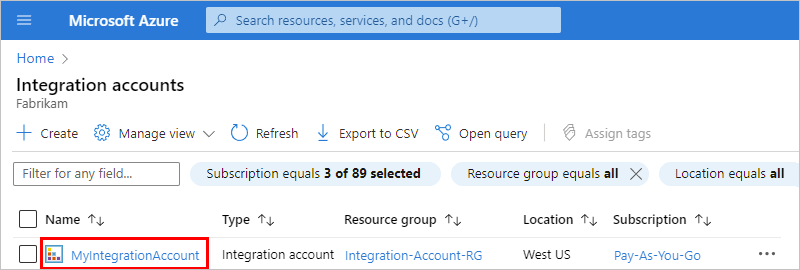 Microsoft Azure Search resources, services, and docs (G+/)
Home >
Integration accounts
Fabrikam
+ Create Manage view Refresh Export to CSV Open query Assign tags
Filter for any field... Subscription equals 3 of 89 selected Resource group equals all × Location equals all
Name ↑↓ Type ↑↓ Resource group ↑↓ Location ↑↓ Subscription ↑↓
MyIntegrationAccount Integration account Integration-Account-RG West US Pay-As-You-Go ...